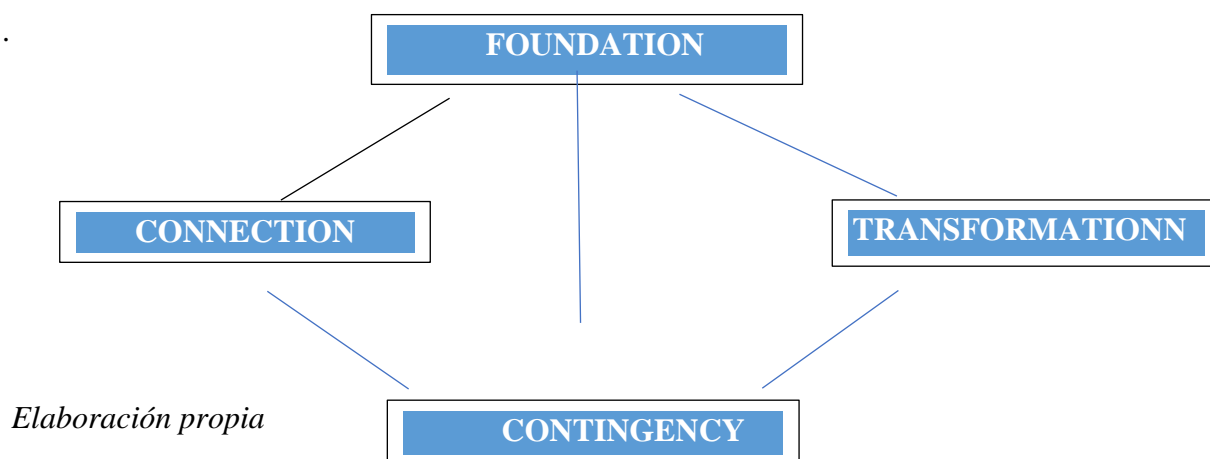 .
FOUNDATION
CONNECTION
TRANSFORMATIONN
Elaboración propia
CONTINGENCY